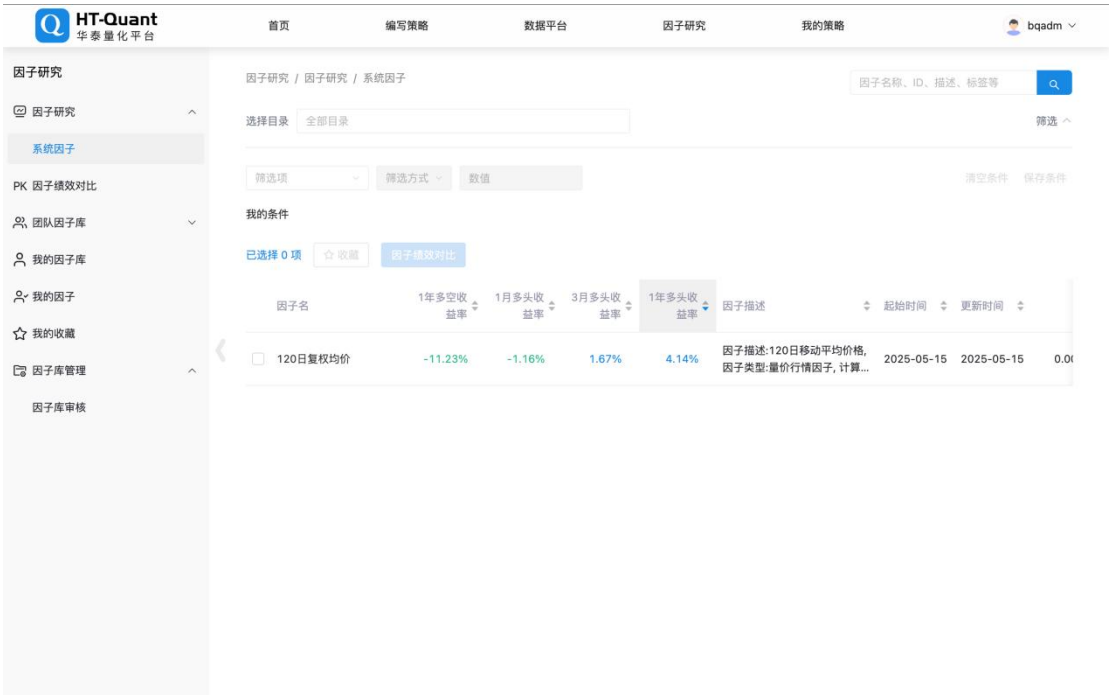 HT-Quant
华泰量化平台
首页
编写策略
数据平台
因子研究
我的策略
bqadm
因子研究
因子研究
系统因子
PK 因子绩效对比
团队因子库
我的因子库
我的因子
我的收藏
因子库管理
因子库审核
因子研究 / 因子研究 / 系统因子
因子名称、ID、描述、标签等
选择目录 全部目录
筛选
筛选项 筛选方式 数值
清空条件 保存条件
我的条件
已选择 0 项 收藏 因子绩效对比
因子名
1年多空收
益率
1月多头收
益率
3月多头收
益率
1年多头收
益率
因子描述
起始时间
更新时间
120日复权均价
-11.23%
-1.16%
1.67%
4.14%
因子描述:120日移动平均价格,
因子类型:量价行情因子, 计算...
2025-05-15
2025-05-15
0.0